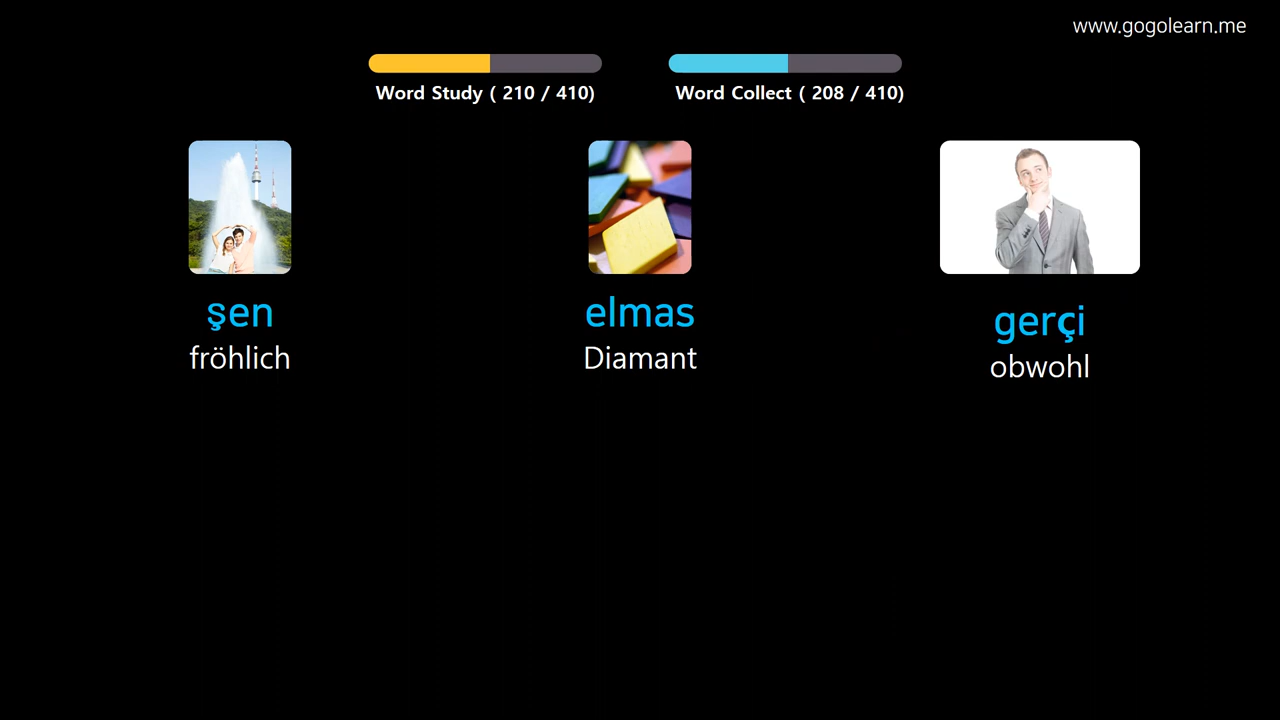 www.gogolearn.me
Word Study ( 210 / 410)
Word Collect ( 208 / 410)
şen
fröhlich
elmas
Diamant
gerçi
obwohl